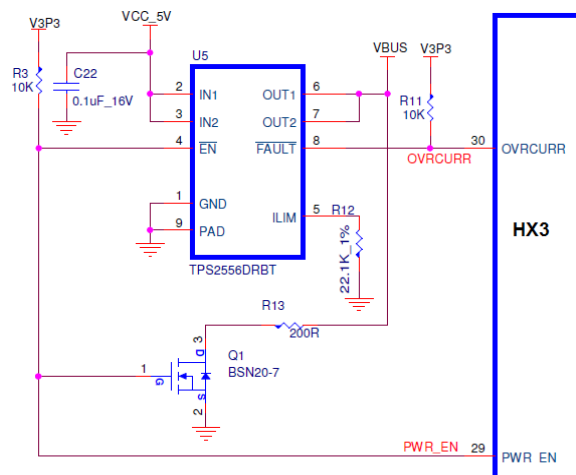 VCC_5V
V3P3
U5
VBUS
V3P3
R3
10K
C22
0.1uF_16V
2
IN1
OUT1
6
3
IN2
OUT2
7
R11
10K
4
EN
FAULT
8
OVRCURR
30
OVRCURR
1
GND
9
PAD
ILIM
5
R12
22.1K_1%
HX3
TPS2556DRBT
R13
200R
3
D
Q1
BSN20-7
1
G
S
2
PWR_EN
29
PWR_EN